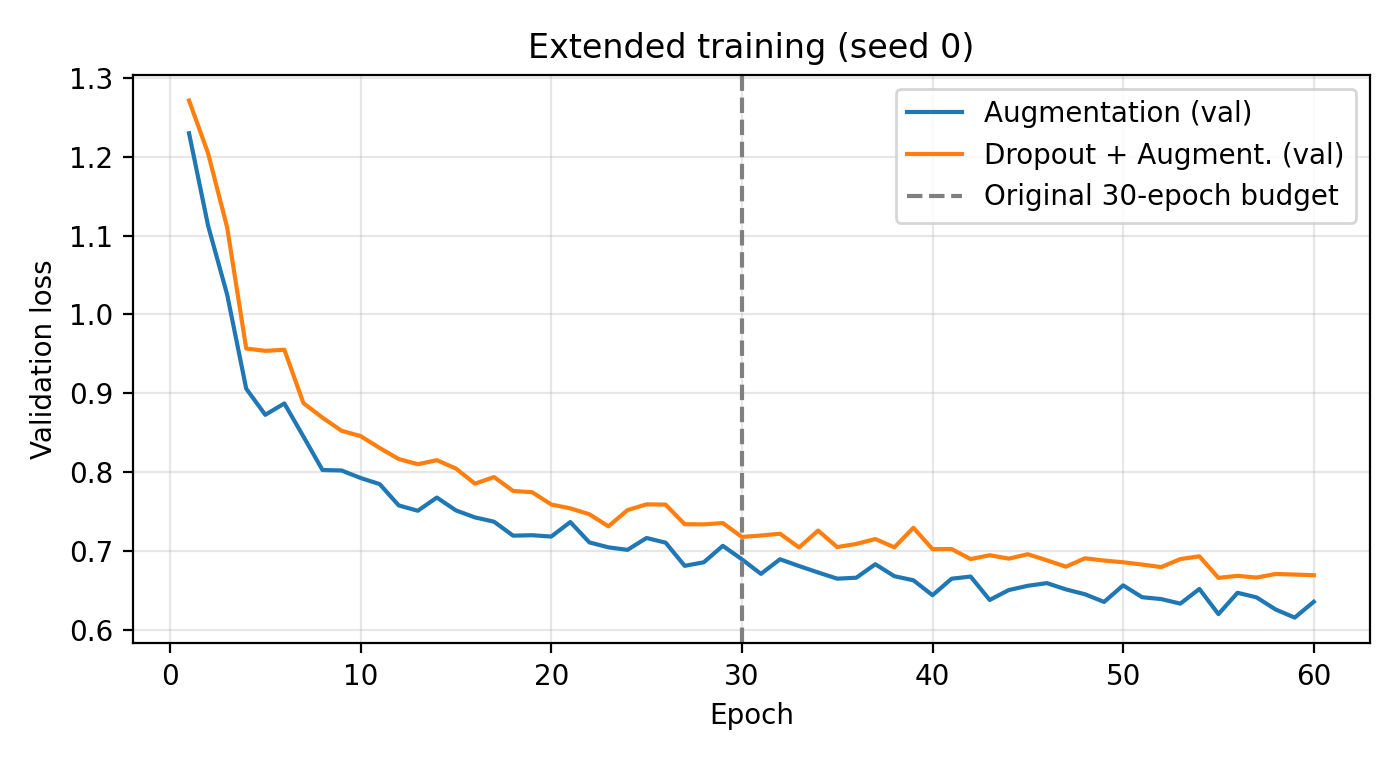 Extended training (seed 0)
1.3
1.2
1.1
1.0
0.9
0.8
0.7
0.6
Validation loss
Augmentation (val)
Dropout + Augment. (val)
Original 30-epoch budget
0 10 20 30 40 50 60
Epoch